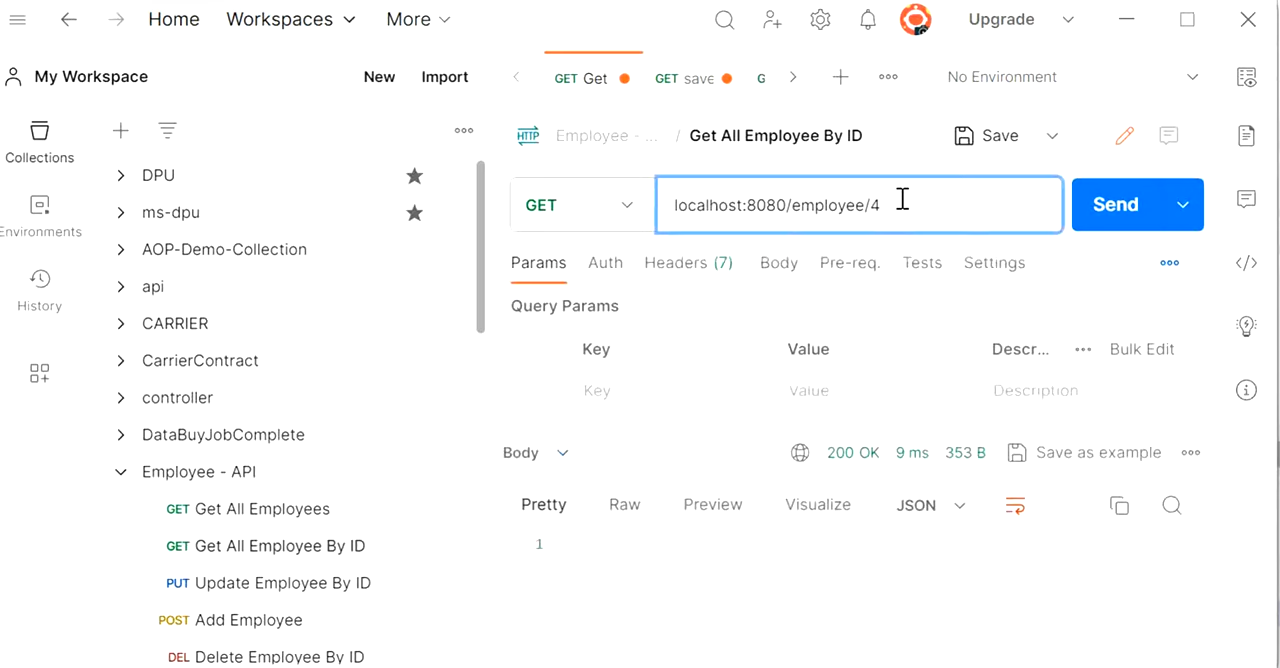 Home Workspaces More Upgrade
My Workspace New Import GET Get GET save G No Environment
Collections
HTTP Employee - ... / Get All Employee By ID Save
DPU
ms-dpu
GET localhost:8080/employee/4 Send
Environments
AOP-Demo-Collection
Params Auth Headers (7) Body Pre-req. Tests Settings
api
History
Query Params
CARRIER
Key Value Descr... Bulk Edit
CarrierContract
Key Value Description
controller
DataBuyJobComplete
Body 200 OK 9 ms 353 B Save as example
Employee - API
GET Get All Employees
Pretty Raw Preview Visualize JSON
GET Get All Employee By ID
1
PUT Update Employee By ID
POST Add Employee
DEL Delete Employee By ID